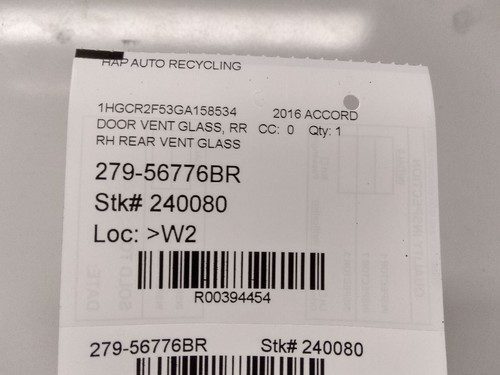 HAP AUTO RECYCLING
1HGCR2F53GA158534 2016 ACCORD
DOOR VENT GLASS, RR CC: 0 Qty: 1
RH REAR VENT GLASS
279-56776BR
Stk# 240080
Loc: >W2
R00394454
279-56776BR Stk# 240080